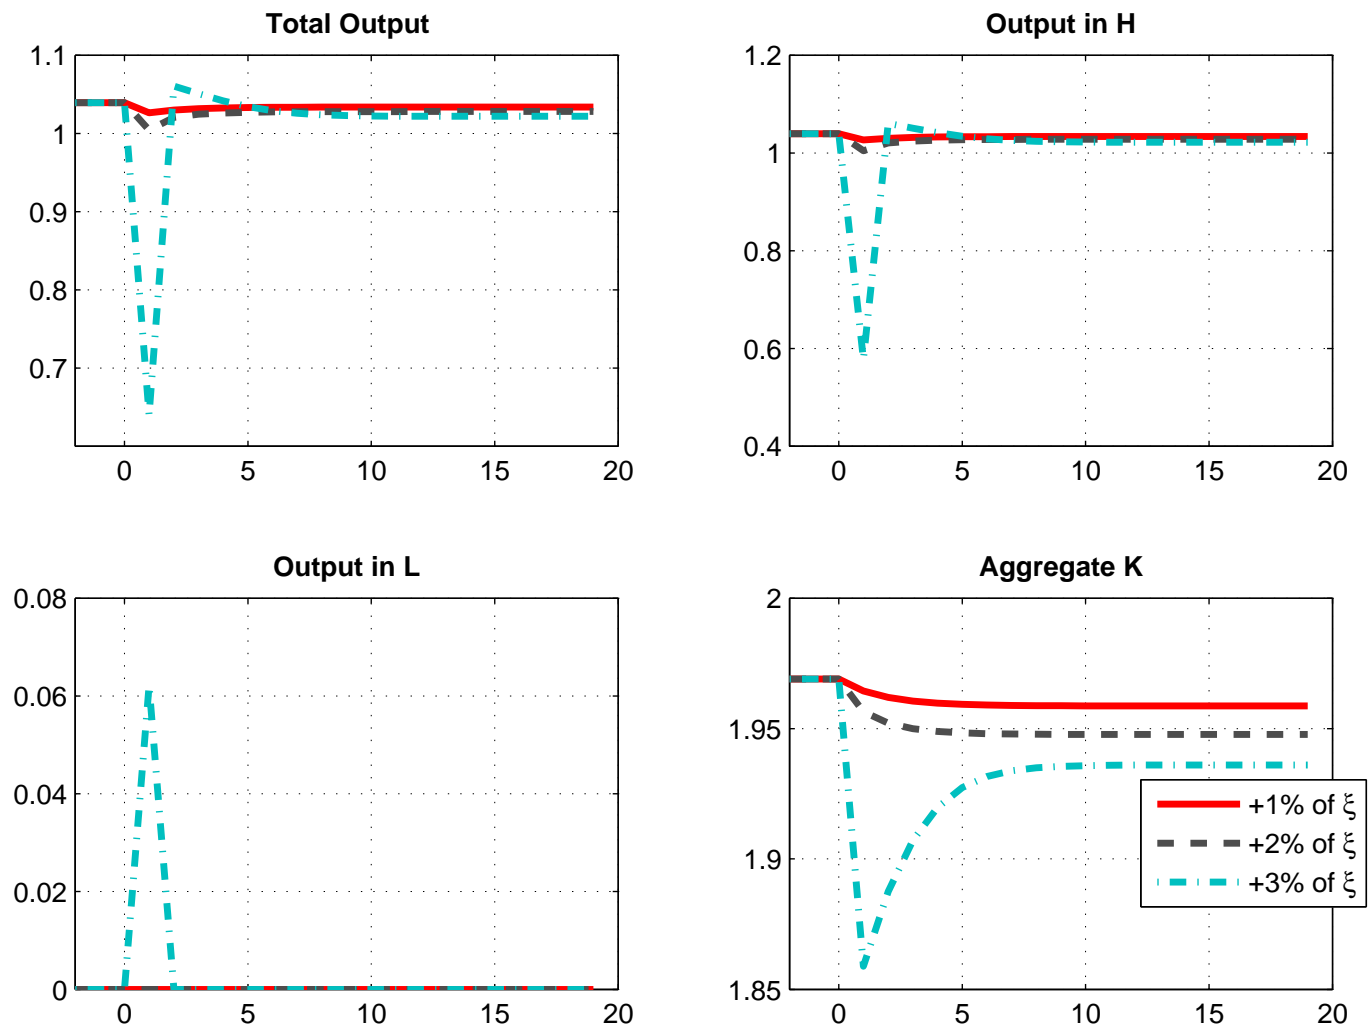 Total Output
1.1
1
0.9
0.8
0.7
0 5 10 15 20
Output in H
1.2
1
0.8
0.6
0.4
0 5 10 15 20
Output in L
0.08
0.06
0.04
0.02
0
0 5 10 15 20
Aggregate K
2
1.95
1.9
1.85
0 5 10 15 20
+1% of ξ
+2% of ξ
+3% of ξ